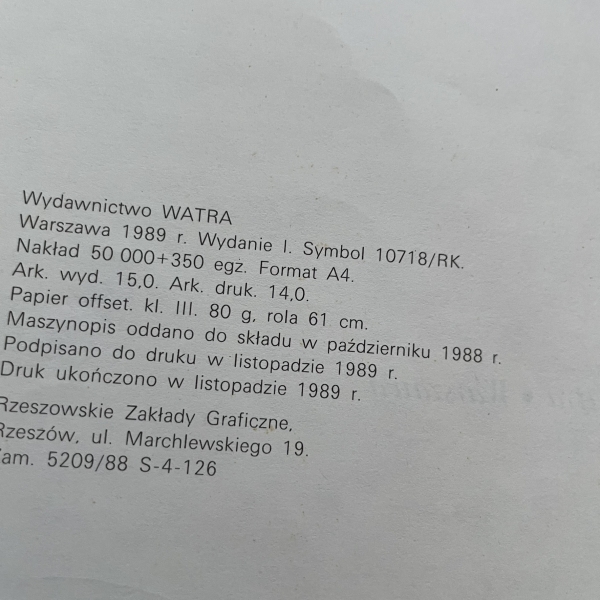 Wydawnictwo WATRA
Warszawa 1989 r. Wydanie I. Symbol 10718/RK.
Nakład 50 000+350 egz. Format A4.
Ark. wyd. 15,0. Ark. druk. 14,0.
Papier offset. kl. III. 80 g, rola 61 cm.
Maszynopis oddano do składu w październiku 1988 r.
Podpisano do druku w listopadzie 1989 r.
Druk ukończono w listopadzie 1989 r.
Rzeszowskie Zakłady Graficzne,
Rzeszów, ul. Marchlewskiego 19.
Zam. 5209/88 S-4-126